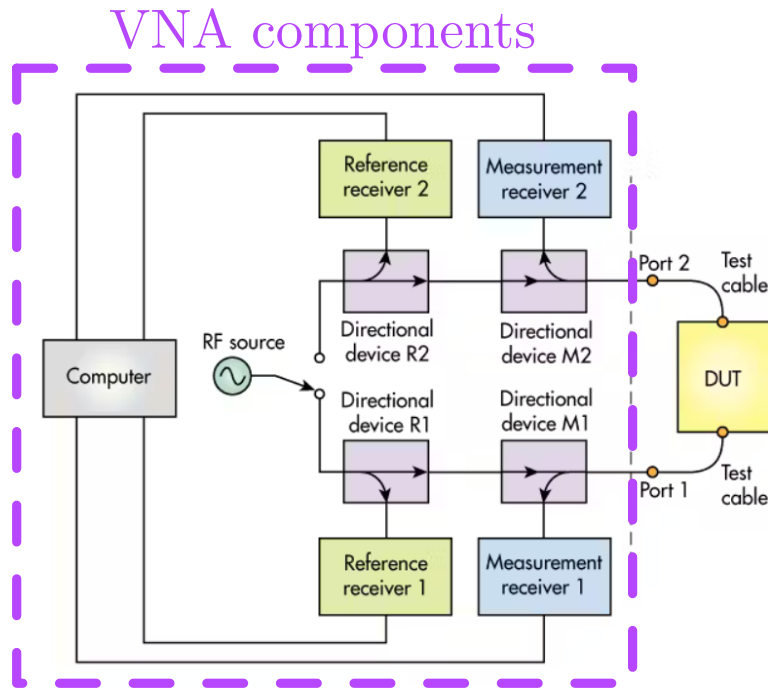 VNA components
Reference
receiver 2
Measurement
receiver 2
Port 2
Test
cable
Directional
device R2
Directional
device M2
RF source
Computer
DUT
Directional
device R1
Directional
device M1
Port 1
Test
cable
Reference
receiver 1
Measurement
receiver 1